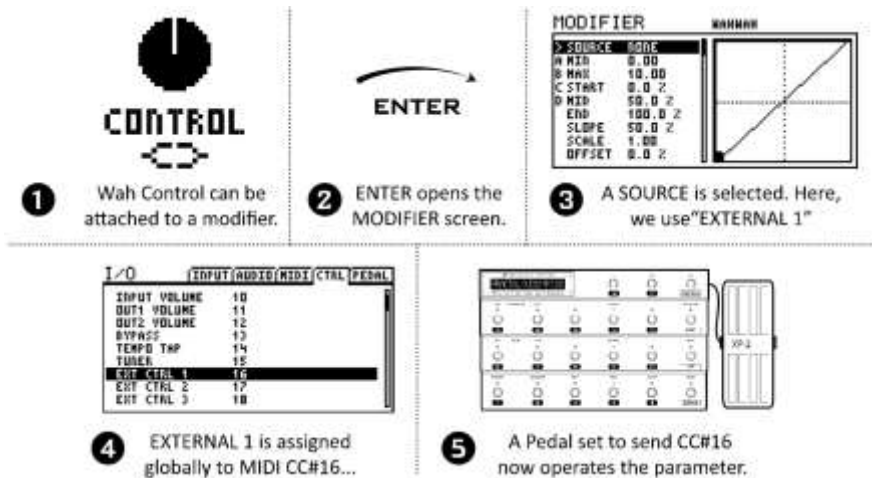 CONTROL
1 Wah Control can be
attached to a modifier.
ENTER
2 ENTER opens the
MODIFIER screen.
MODIFIER WAHWAH
> SOURCE NONE
A MIN 0.00
B MAX 10.00
C START 0.0 %
D MID 50.0 %
END 100.0 %
SLOPE 50.0 %
SCALE 1.00
OFFSET 0.0 %
3 A SOURCE is selected. Here,
we use"EXTERNAL 1"
I/O INPUT AUDIO MIDI CTRL PEDAL
INPUT VOLUME 10
OUT1 VOLUME 11
OUT2 VOLUME 12
BYPASS 13
TEMPO TAP 14
TUNER 15
EXT CTRL 1 16
EXT CTRL 2 17
EXT CTRL 3 18
4 EXTERNAL 1 is assigned
globally to MIDI CC#16...
XP-1
5 A Pedal set to send CC#16
now operates the parameter.